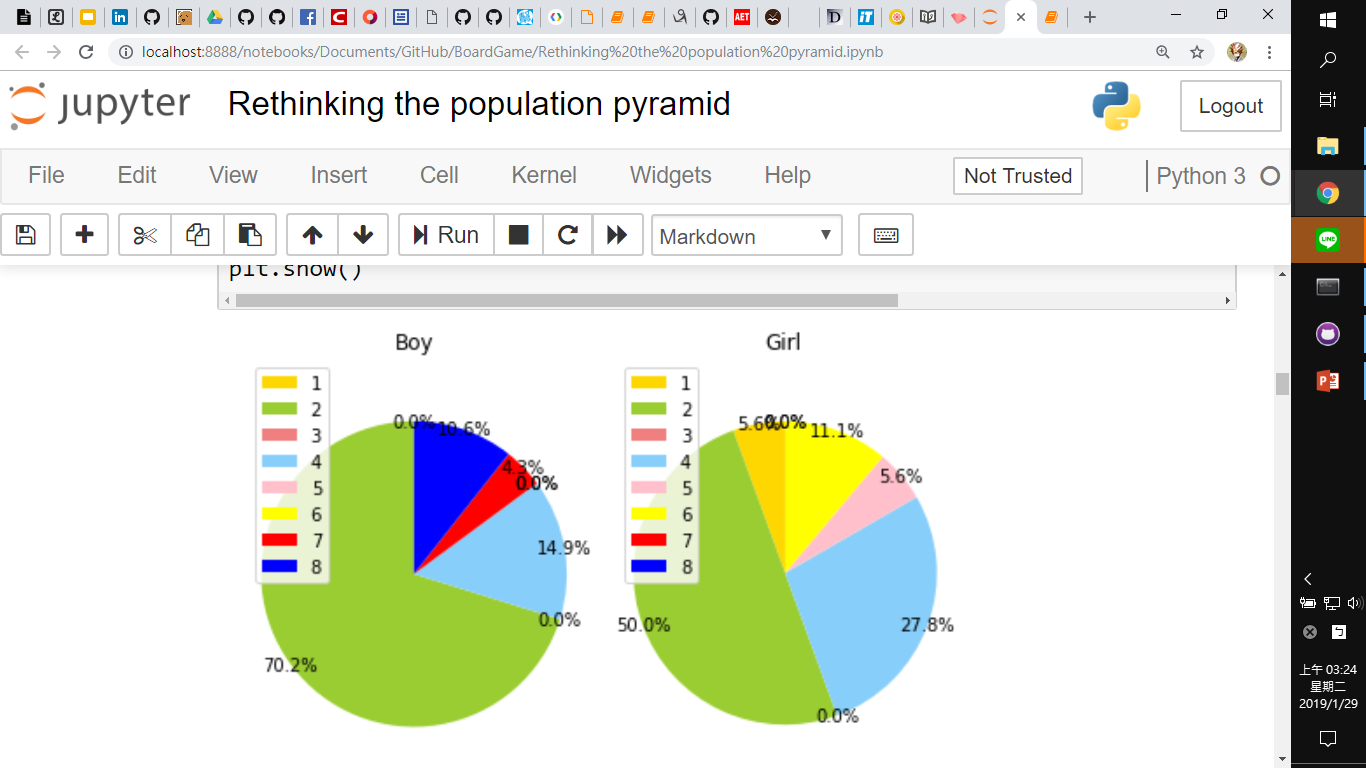 localhost:8888/notebooks/Documents/GitHub/BoardGame/Rethinking%20the%20population%20pyramid.ipynb
jupyter Rethinking the population pyramid Logout
File Edit View Insert Cell Kernel Widgets Help Not Trusted Python 3
Run Markdown
plt.show()
Boy
1
2
3
4
5
6
7
8
0.0%
10.6%
4.3%
0.0%
14.9%
0.0%
70.2%
Girl
1
2
3
4
5
6
7
8
5.6%
0.0%
11.1%
5.6%
27.8%
50.0%
0.0%
AET
LINE
上午 03:24
星期二
2019/1/29